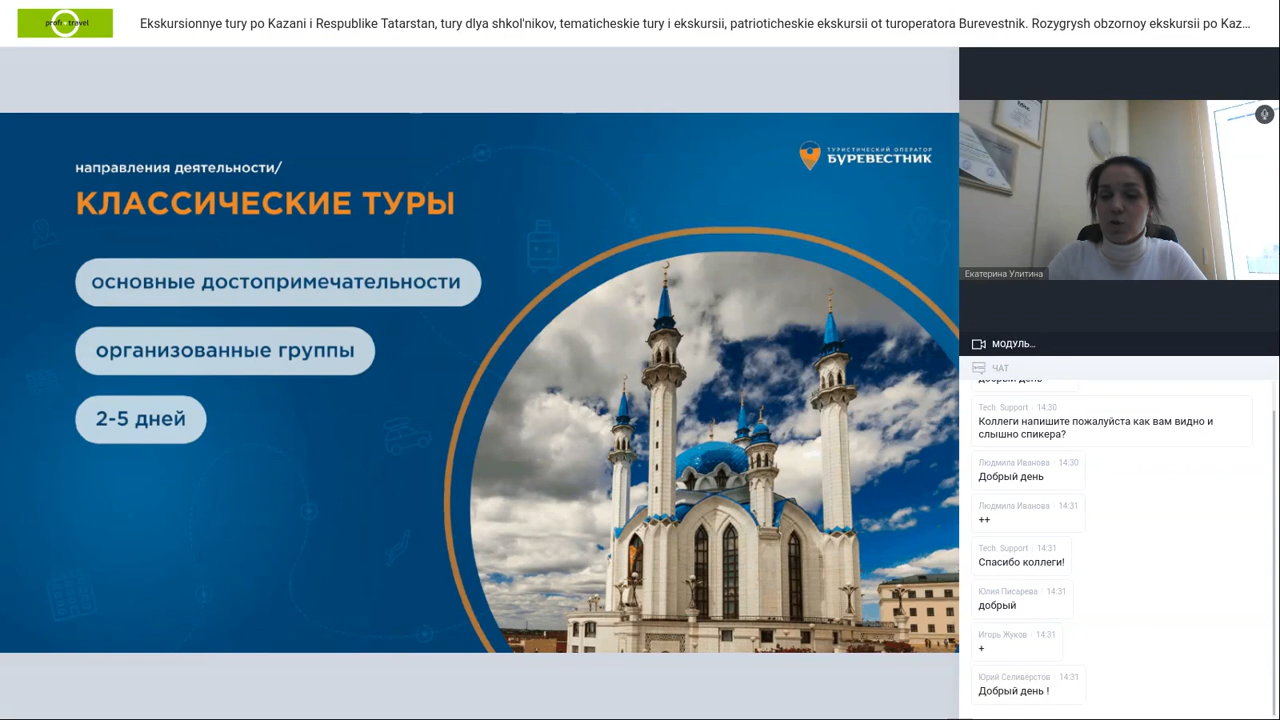 profi travel
Ekskursionnye tury po Kazani i Respublike Tatarstan, tury dlya shkol'nikov, tematicheskie tury i ekskursii, patrioticheskie ekskursii ot turoperatora Burevestnik. Rozygrysh obzornoy ekskursii po Kaz...
направления деятельности/
КЛАССИЧЕСКИЕ ТУРЫ
ТУРИСТИЧЕСКИЙ ОПЕРАТОР
БУРЕВЕСТНИК
основные достопримечательности
организованные группы
2-5 дней
Екатерина Улитина
МОДУЛЬ...
ЧАТ
добрый день
Tech. Support · 14:30
Коллеги напишите пожалуйста как вам видно и
слышно спикера?
Людмила Иванова · 14:30
Добрый день
Людмила Иванова · 14:31
++
Tech. Support · 14:31
Спасибо коллеги!
Юлия Писарева · 14:31
добрый
Игорь Жуков · 14:31
+
Юрий Селивёрстов · 14:31
Добрый день !